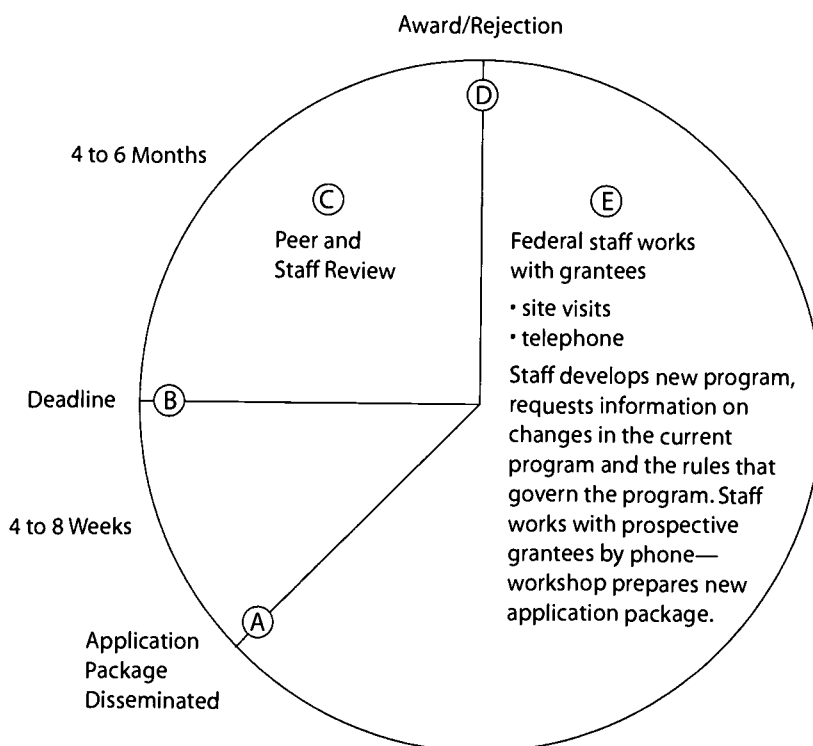 Award/Rejection
D
4 to 6 Months
C
Peer and
Staff Review
E
Federal staff works
with grantees
• site visits
• telephone
Staff develops new program,
requests information on
changes in the current
program and the rules that
govern the program. Staff
works with prospective
grantees by phone—
workshop prepares new
application package.
Deadline
B
4 to 8 Weeks
A
Application
Package
Disseminated